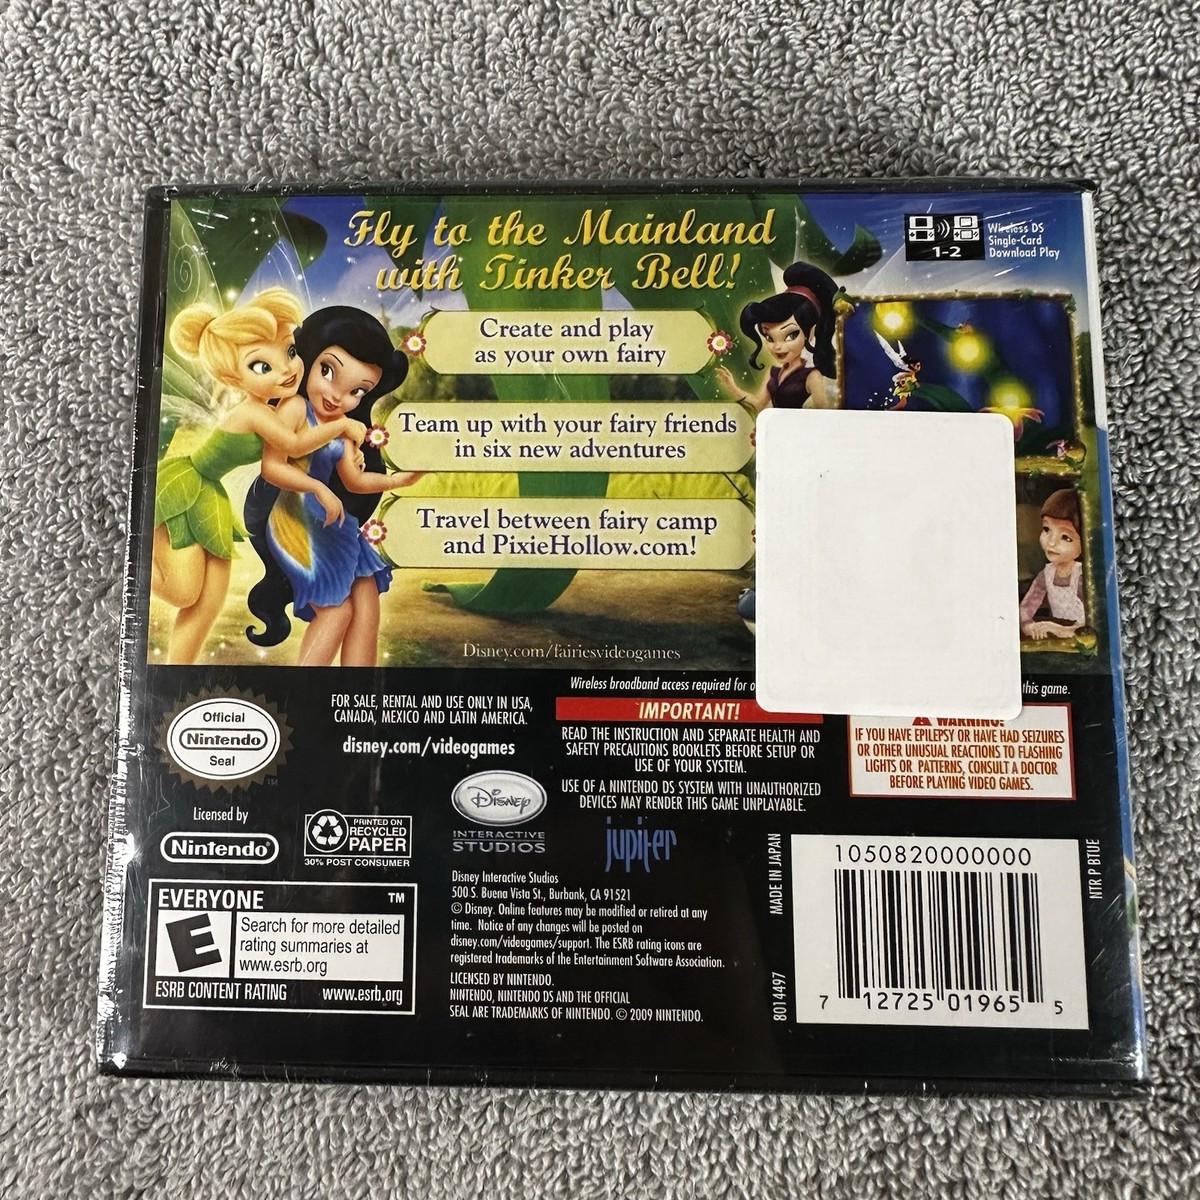 Fly to the Mainland
with Tinker Bell!
1-2
Wireless DS
Single-Card
Download Play
Create and play
as your own fairy
Team up with your fairy friends
in six new adventures
Travel between fairy camp
and PixieHollow.com!
Disney.com/fairiesvideogames
Wireless broadband access required for
this game.
Official
Nintendo
Seal
FOR SALE, RENTAL AND USE ONLY IN USA,
CANADA, MEXICO AND LATIN AMERICA.
disney.com/videogames
IMPORTANT!
READ THE INSTRUCTION AND SEPARATE HEALTH AND
SAFETY PRECAUTIONS BOOKLETS BEFORE SETUP OR
USE OF YOUR SYSTEM.
USE OF A NINTENDO DS SYSTEM WITH UNAUTHORIZED
DEVICES MAY RENDER THIS GAME UNPLAYABLE.
WARNING:
IF YOU HAVE EPILEPSY OR HAVE HAD SEIZURES
OR OTHER UNUSUAL REACTIONS TO FLASHING
LIGHTS OR PATTERNS, CONSULT A DOCTOR
BEFORE PLAYING VIDEO GAMES.
Licensed by
Nintendo®
PRINTED ON
RECYCLED
PAPER
30% POST CONSUMER
Disney
INTERACTIVE
STUDIOS
jupiter
EVERYONE
TM
E
Search for more detailed
rating summaries at
www.esrb.org
ESRB CONTENT RATING www.esrb.org
Disney Interactive Studios
500 S. Buena Vista St., Burbank, CA 91521
© Disney. Online features may be modified or retired at any
time. Notice of any changes will be posted on
disney.com/videogames/support. The ESRB rating icons are
registered trademarks of the Entertainment Software Association.
LICENSED BY NINTENDO.
NINTENDO, NINTENDO DS AND THE OFFICIAL
SEAL ARE TRADEMARKS OF NINTENDO. © 2009 NINTENDO.
MADE IN JAPAN
8014497
1050820000000
7 12725 01965 5
NTR P BTUE